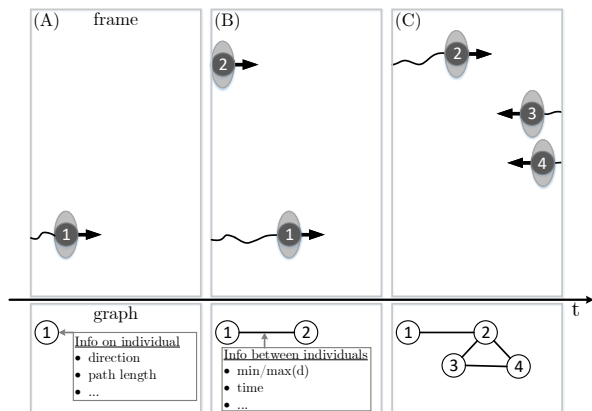 (A) frame
(B)
(C)
2
2
3
4
1
1
t
graph
1
Info on individual
• direction
• path length
• ...
1 2
Info between individuals
• min/max(d)
• time
• ...
1 2
3 4